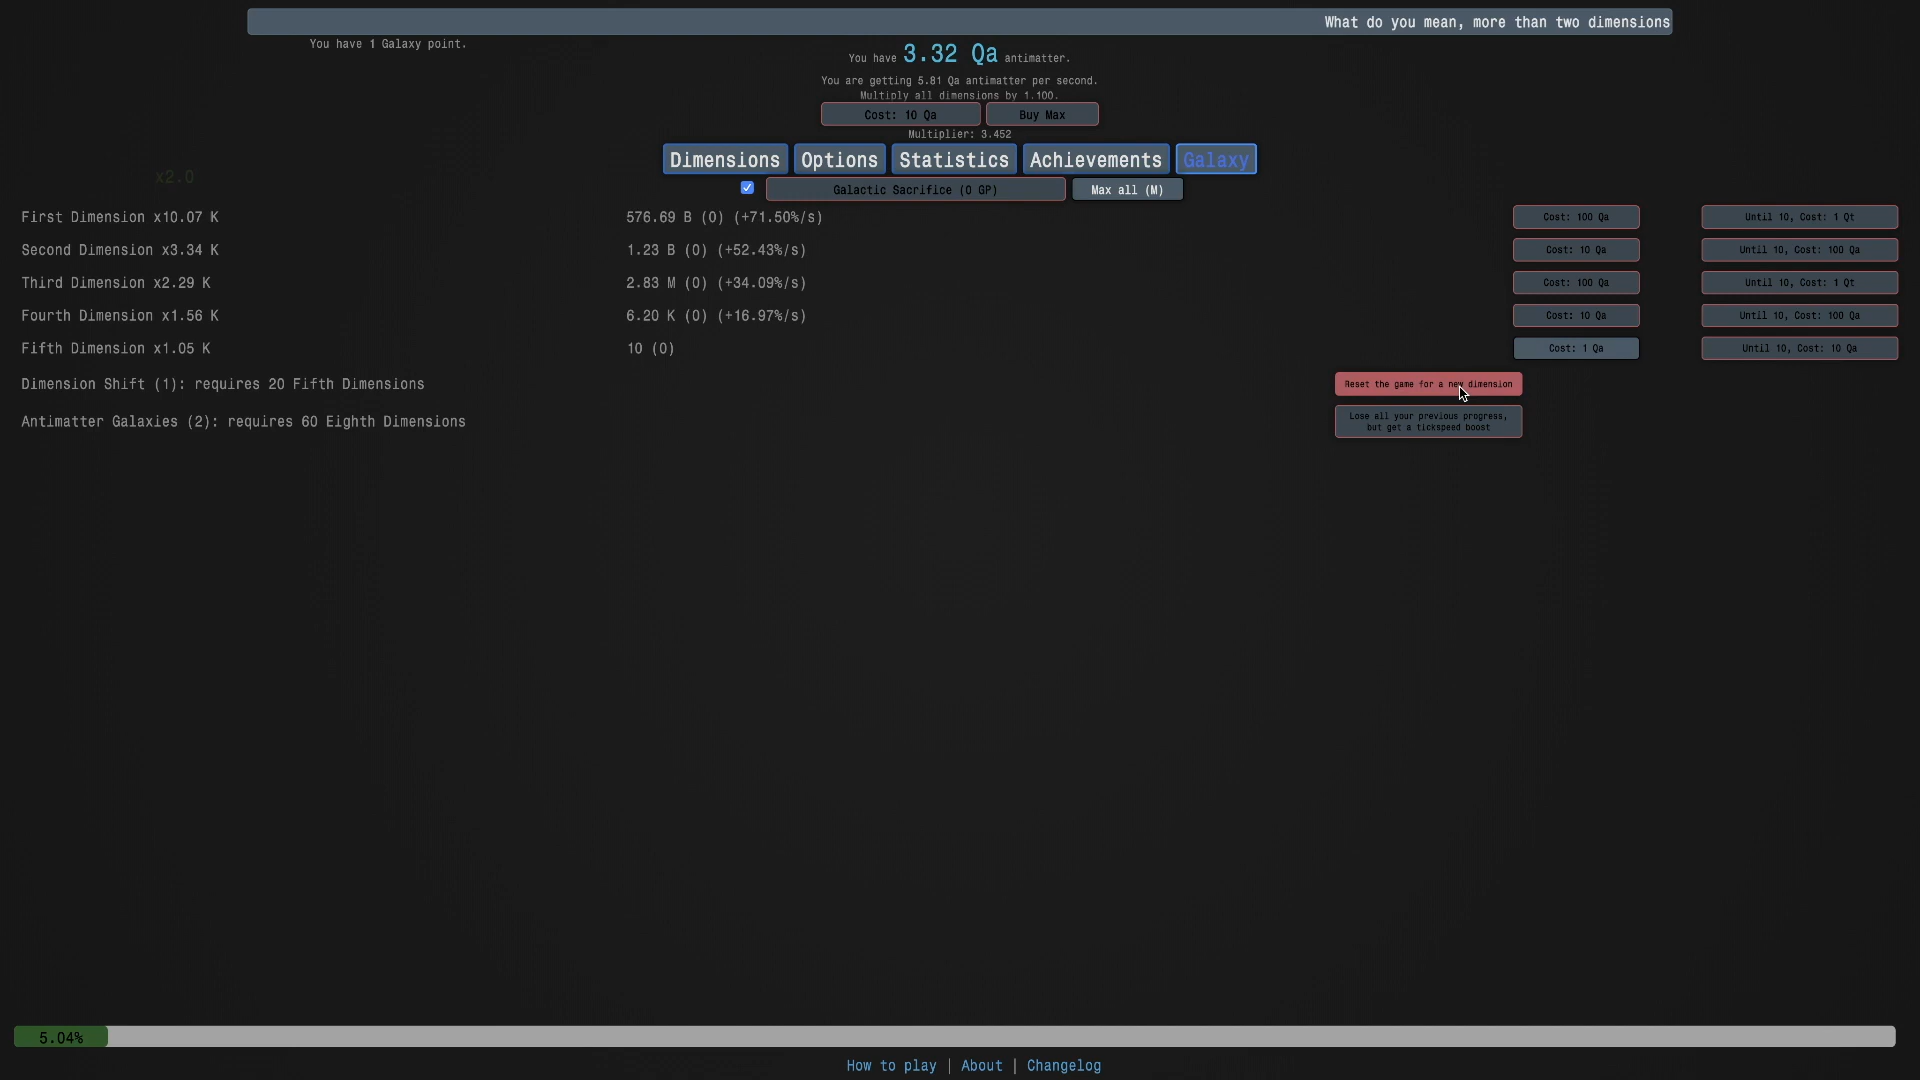 What do you mean, more than two dimensions
You have 1 Galaxy point.
You have 3.32 Qa antimatter.
You are getting 5.81 Qa antimatter per second.
Multiply all dimensions by 1.100.
Cost: 10 Qa Buy Max
Multiplier: 3.452
Dimensions Options Statistics Achievements Galaxy
x2.0
Galactic Sacrifice (0 GP) Max all (M)
First Dimension x10.07 K 576.69 B (0) (+71.50%/s) Cost: 100 Qa Until 10, Cost: 1 Qt
Second Dimension x3.34 K 1.23 B (0) (+52.43%/s) Cost: 10 Qa Until 10, Cost: 100 Qa
Third Dimension x2.29 K 2.83 M (0) (+34.09%/s) Cost: 100 Qa Until 10, Cost: 1 Qt
Fourth Dimension x1.56 K 6.20 K (0) (+16.97%/s) Cost: 10 Qa Until 10, Cost: 100 Qa
Fifth Dimension x1.05 K 10 (0) Cost: 1 Qa Until 10, Cost: 10 Qa
Dimension Shift (1): requires 20 Fifth Dimensions Reset the game for a new dimension
Antimatter Galaxies (2): requires 60 Eighth Dimensions Lose all your previous progress,
but get a tickspeed boost
5.04%
How to play | About | Changelog